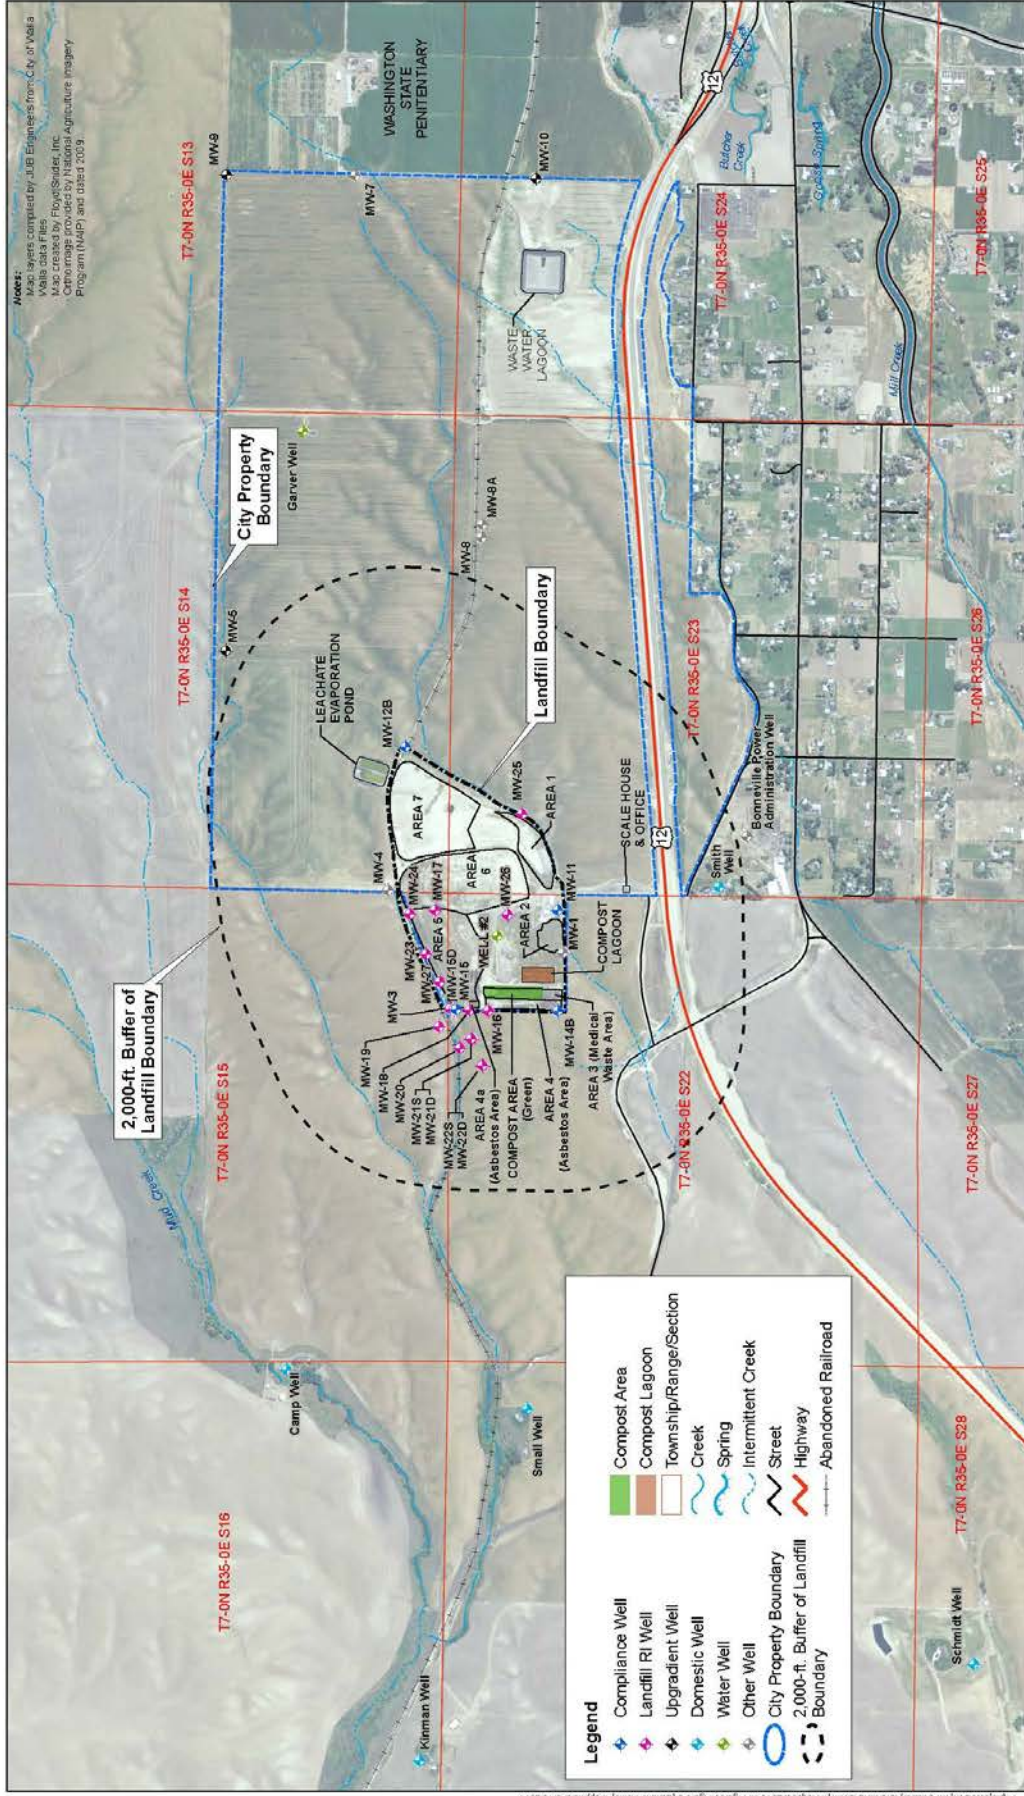 Notes:
Map layers compiled by JUB Engineers from City of Walla
Walla data Files
Map created by Floyd|Snider, Inc.
Orthoimage provided by National Agriculture Imagery
Program (NAIP) and dated 2009.
T7-0N R35-0E S16
T7-0N R35-0E S15
T7-0N R35-0E S14
T7-0N R35-0E S13
Mud Creek
2,000-ft. Buffer of
Landfill Boundary
City Property
Boundary
MW-5
MW-9
MW-7
MW-10
WASHINGTON
STATE
PENITENTIARY
Garver Well
Camp Well
Kinman Well
Small Well
LEACHATE
EVAPORATION
POND
MW-12B
MW-4
MW-24
MW-17
MW-23
MW-27
MW-15D
MW-15
MW-3
MW-19
MW-18
MW-20
MW-21S
MW-21D
MW-22S
MW-22D
AREA 4a
(Asbestos Area)
COMPOST AREA
(Green)
AREA 4
(Asbestos Area)
AREA 3 (Medical
Waste Area)
MW-16
MW-14B
WELL #2
AREA 5
AREA 7
AREA
6
AREA 2
AREA 1
MW-26
MW-25
MW-11
MW-1
COMPOST
LAGOON
SCALE HOUSE
& OFFICE
Landfill Boundary
MW-8
MW-8A
WASTE
WATER
LAGOON
12
12
Butcher
Creek
Mill Creek
Smith
Well
Bonneville Power
Administration Well
T7-0N R35-0E S22
T7-0N R35-0E S23
T7-0N R35-0E S24
T7-0N R35-0E S28
T7-0N R35-0E S27
T7-0N R35-0E S26
T7-0N R35-0E S25
Schmidt Well
Legend
Compliance Well
Landfill RI Well
Upgradient Well
Domestic Well
Water Well
Other Well
City Property Boundary
2,000-ft. Buffer of Landfill
Boundary
Compost Area
Compost Lagoon
Township/Range/Section
Creek
Spring
Intermittent Creek
Street
Highway
Abandoned Railroad